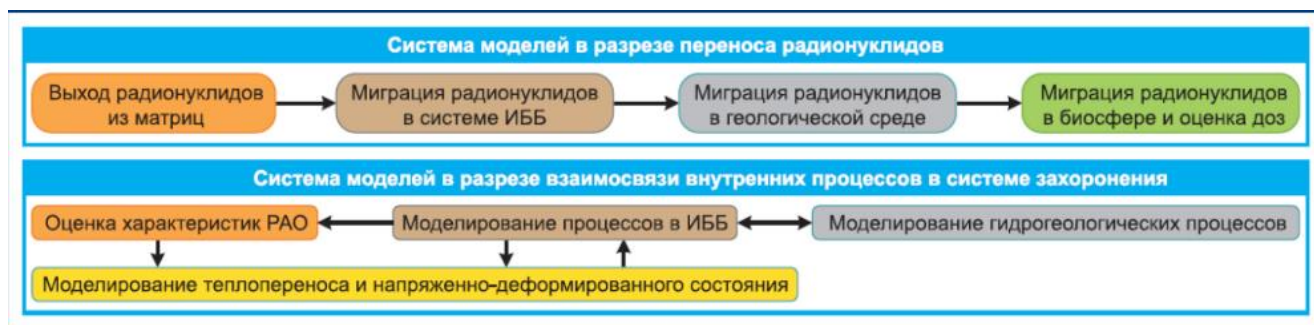 Система моделей в разрезе переноса радионуклидов
Выход радионуклидов
из матриц
Миграция радионуклидов
в системе ИББ
Миграция радионуклидов
в геологической среде
Миграция радионуклидов
в биосфере и оценка доз
Система моделей в разрезе взаимосвязи внутренних процессов в системе захоронения
Оценка характеристик РАО
Моделирование процессов в ИББ
Моделирование гидрогеологических процессов
Моделирование теплопереноса и напряженно-деформированного состояния